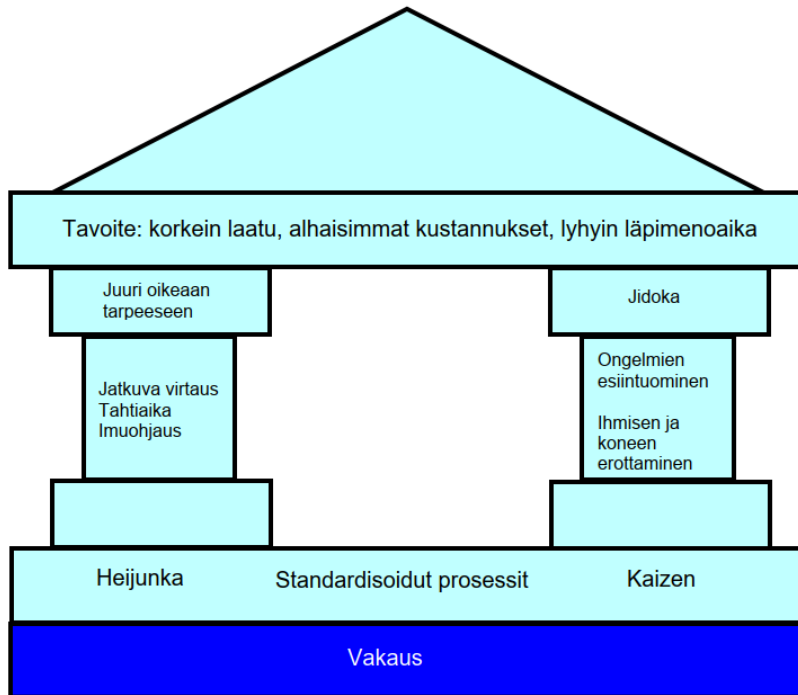 Tavoite: korkein laatu, alhaisimmat kustannukset, lyhyin läpimenoaika
Juuri oikeaan
tarpeeseen
Jidoka
Jatkuva virtaus
Tahtiaika
Imuohjaus
Ongelmien
esiintuominen
Ihmisen ja
koneen
erottaminen
Heijunka
Standardisoidut prosessit
Kaizen
Vakaus